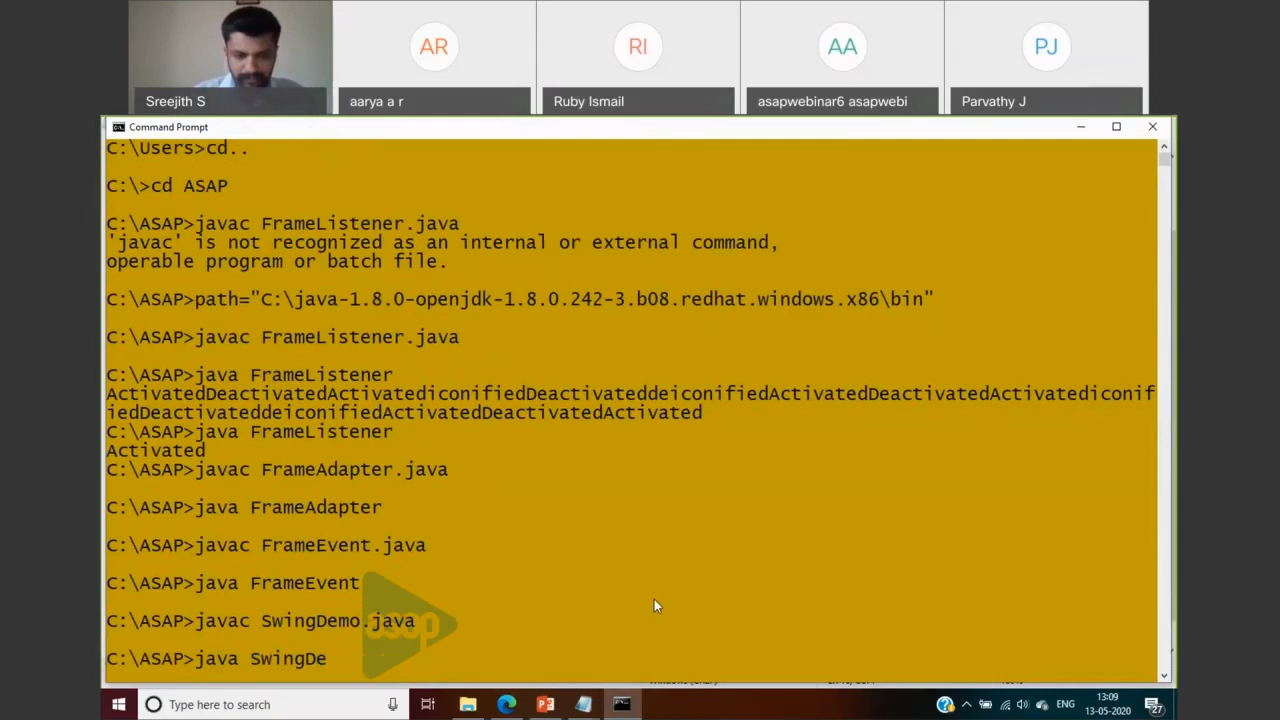 AR
RI
AA
PJ
Sreejith S
aarya a r
Ruby Ismail
asapwebinar6 asapwebi
Parvathy J
Command Prompt
C:\Users>cd..
C:\>cd ASAP
C:\ASAP>javac FrameListener.java
'javac' is not recognized as an internal or external command,
operable program or batch file.
C:\ASAP>path="C:\java-1.8.0-openjdk-1.8.0.242-3.b08.redhat.windows.x86\bin"
C:\ASAP>javac FrameListener.java
C:\ASAP>java FrameListener
ActivatedDeactivatedActivatediconifiedDeactivateddeiconifiedActivatedDeactivatedActivatediconif
iedDeactivateddeiconifiedActivatedDeactivatedActivated
C:\ASAP>java FrameListener
Activated
C:\ASAP>javac FrameAdapter.java
C:\ASAP>java FrameAdapter
C:\ASAP>javac FrameEvent.java
C:\ASAP>java FrameEvent
C:\ASAP>javac SwingDemo.java
asap
C:\ASAP>java SwingDe
Type here to search
ENG
13:09
13-05-2020
27